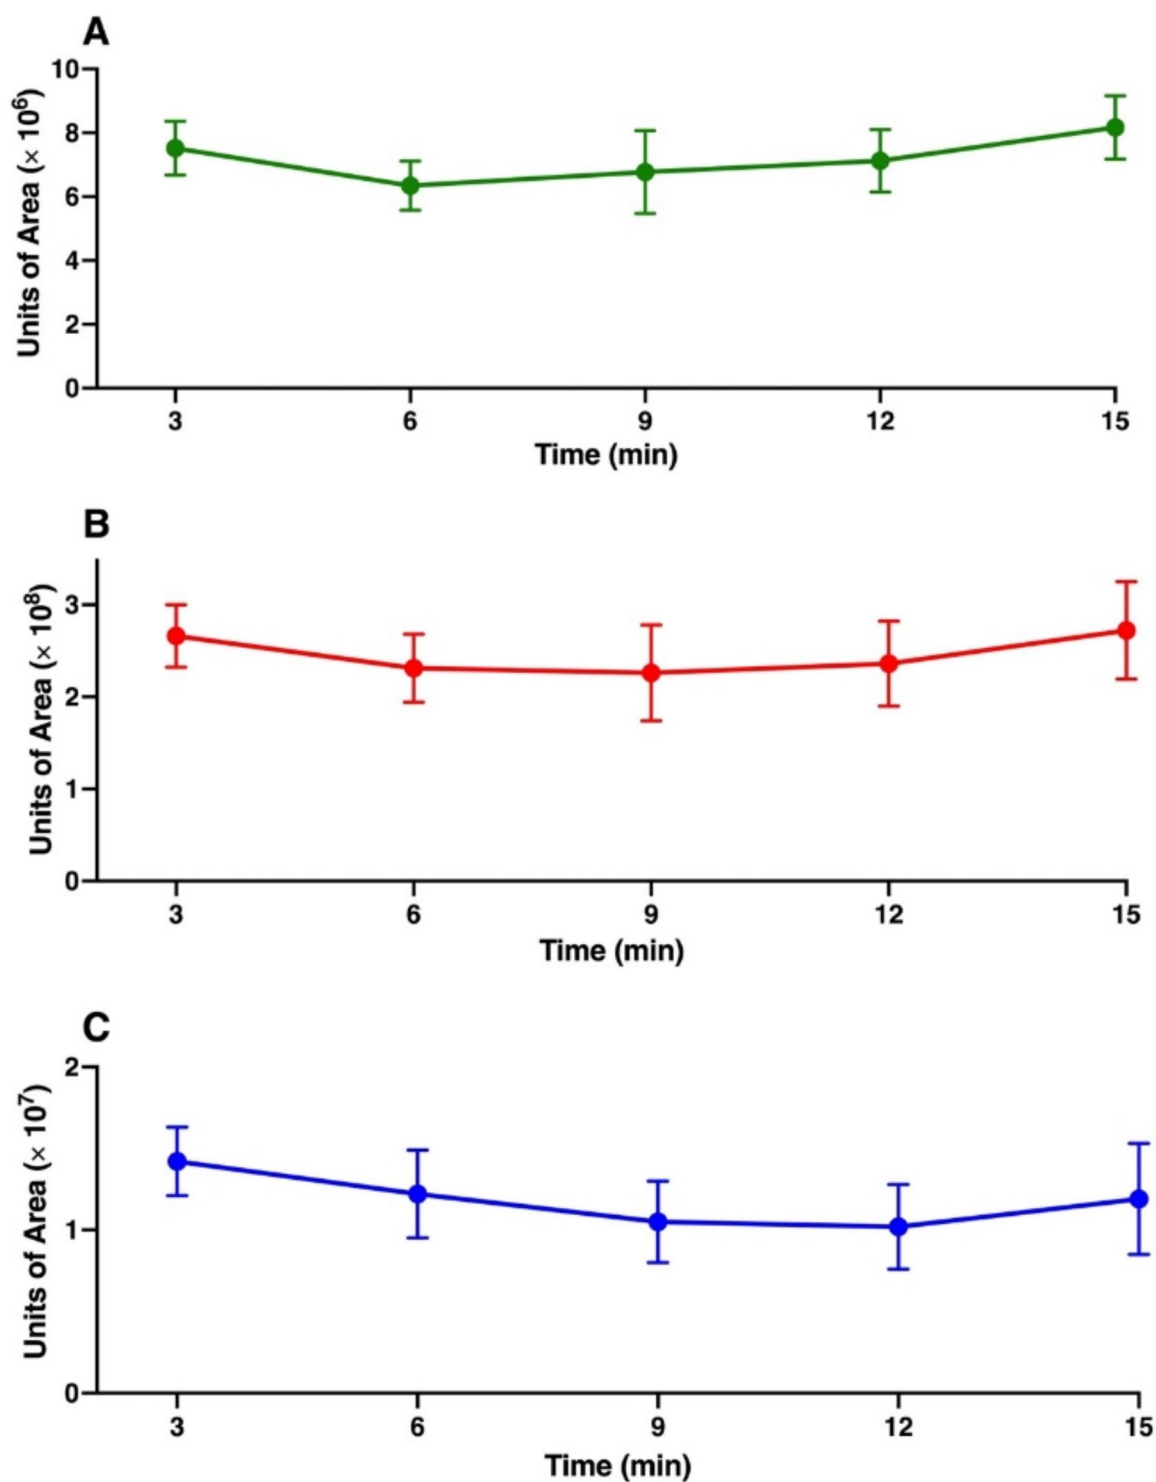 A
Units of Area (× 10⁶)
10
8
6
4
2
0
3 6 9 12 15
Time (min)
B
Units of Area (× 10⁸)
3
2
1
0
3 6 9 12 15
Time (min)
C
Units of Area (× 10⁷)
2
1
0
3 6 9 12 15
Time (min)